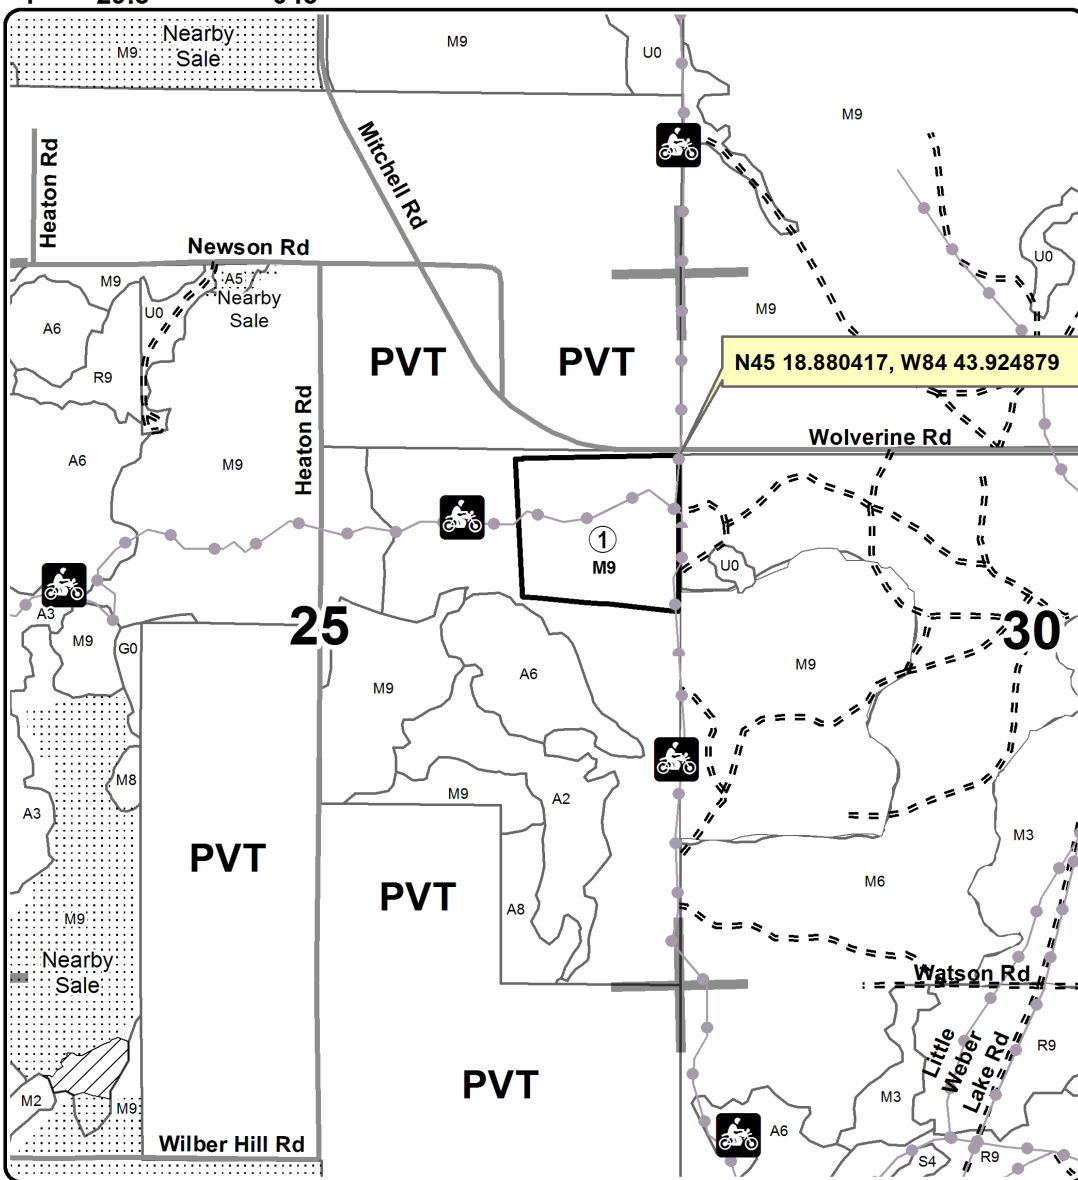 Nearby
Sale
M9
M9
U0
M9
Heaton Rd
Mitchell Rd
Newson Rd
M9
A5
Nearby
Sale
U0
U0
A6
R9
M9
PVT
PVT
N45 18.880417, W84 43.924879
Heaton Rd
Wolverine Rd
A6
M9
1
M9
U0
A3
M9
G0
25
30
M9
A6
M9
M8
M9
A2
A3
M3
PVT
PVT
M6
A8
M9
Nearby
Sale
Watson Rd
Little
Weber
Lake Rd
R9
PVT
M2
M9
M3
A6
Wilber Hill Rd
S4
R9